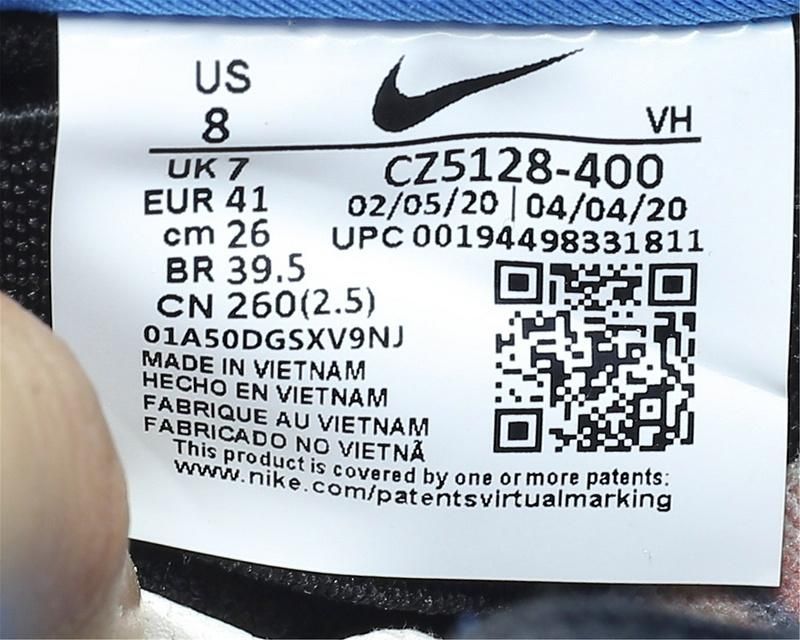 US
8
VH
UK 7
CZ5128-400
EUR 41
02/05/20 | 04/04/20
cm 26
UPC 00194498331811
BR 39.5
CN 260(2.5)
01A50DGSXV9NJ
MADE IN VIETNAM
HECHO EN VIETNAM
FABRIQUE AU VIETNAM
FABRICADO NO VIETNÃ
This product is covered by one or more patents:
www.nike.com/patentsvirtualmarking